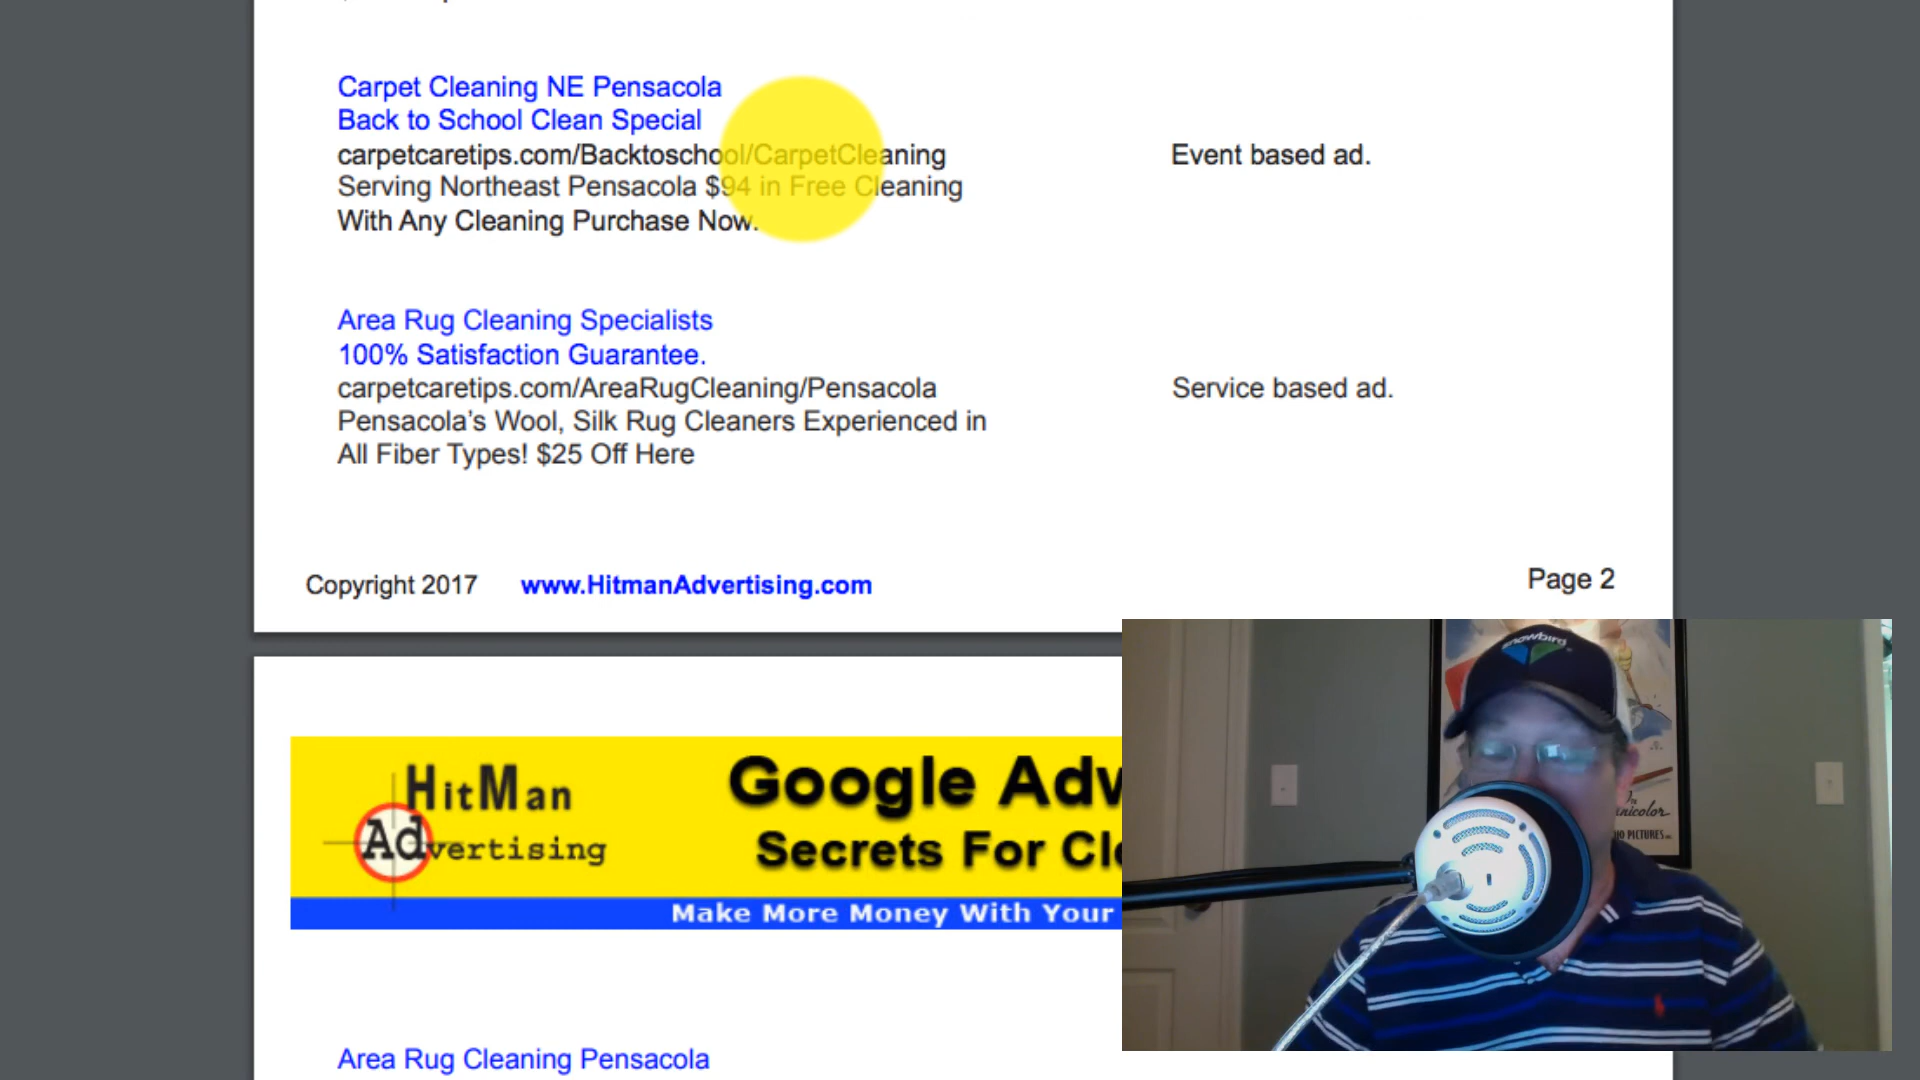 Carpet Cleaning NE Pensacola
Back to School Clean Special
carpetcaretips.com/Backtoschool/CarpetCleaning
Event based ad.
Serving Northeast Pensacola $94 in Free Cleaning
With Any Cleaning Purchase Now.
Area Rug Cleaning Specialists
100% Satisfaction Guarantee.
carpetcaretips.com/AreaRugCleaning/Pensacola
Service based ad.
Pensacola's Wool, Silk Rug Cleaners Experienced in
All Fiber Types! $25 Off Here
Copyright 2017 www.HitmanAdvertising.com
Page 2
HitMan
Advertising
Google Adw
Secrets For Cle
Make More Money With Your
Area Rug Cleaning Pensacola
snowbird
PICTURES